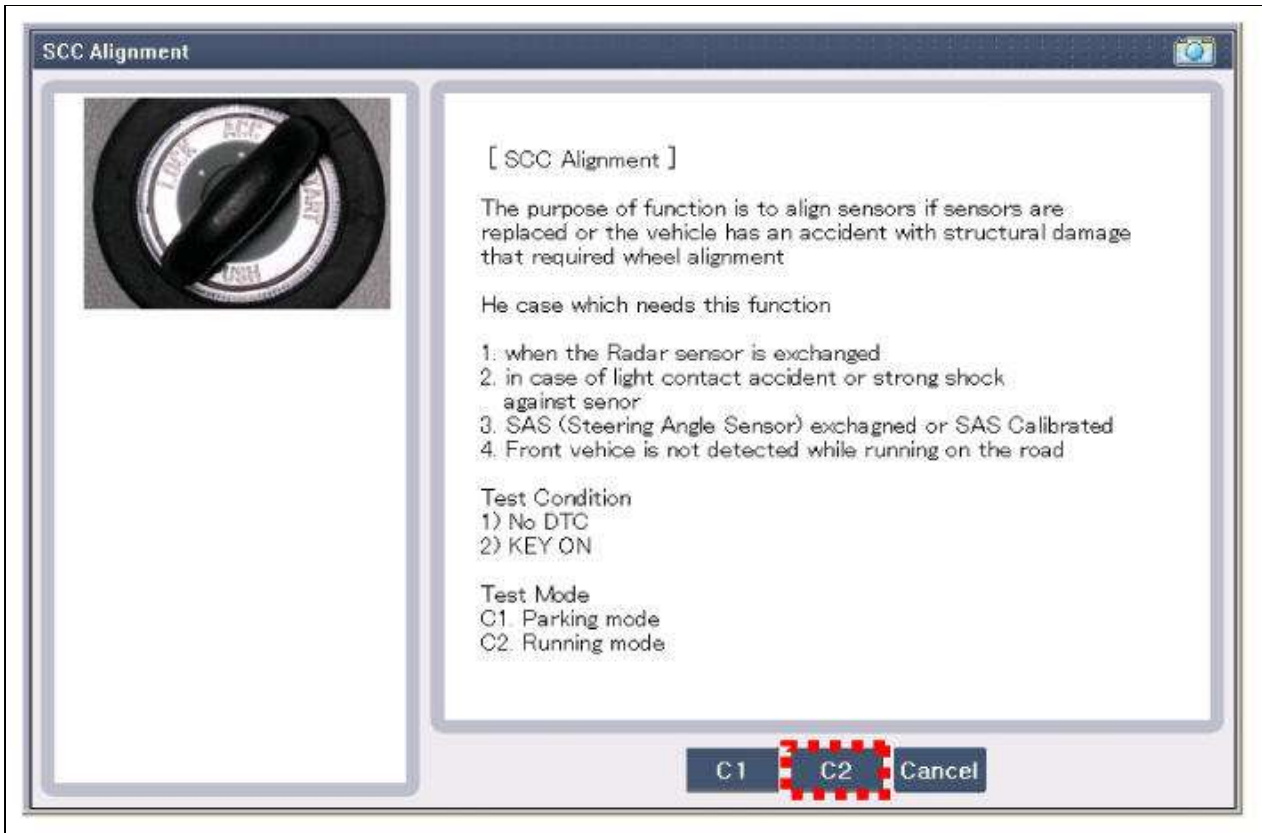 SCC Alignment
ACC
LOCK
START
PUSH
[ SCC Alignment ]
The purpose of function is to align sensors if sensors are
replaced or the vehicle has an accident with structural damage
that required wheel alignment
He case which needs this function
1. when the Radar sensor is exchanged
2. in case of light contact accident or strong shock
against senor
3. SAS (Steering Angle Sensor) exchagned or SAS Calibrated
4. Front vehice is not detected while running on the road
Test Condition
1) No DTC
2) KEY ON
Test Mode
C1. Parking mode
C2. Running mode
C1 C2 Cancel